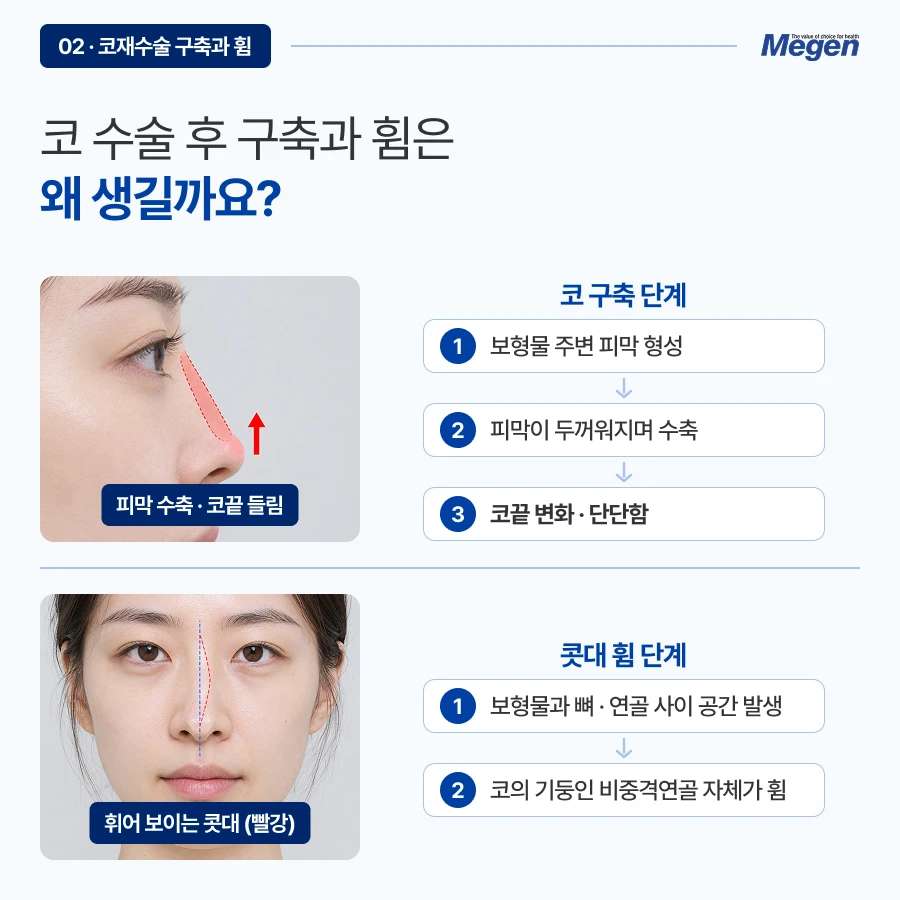 02 · 코재수술 구축과 휨
The value of choice for health
Megen
코 수술 후 구축과 휨은
왜 생길까요?
피막 수축 · 코끝 들림
코 구축 단계
1 보형물 주변 피막 형성
2 피막이 두꺼워지며 수축
3 코끝 변화 · 단단함
휘어 보이는 콧대 (빨강)
콧대 휨 단계
1 보형물과 뼈 · 연골 사이 공간 발생
2 코의 기둥인 비중격연골 자체가 휨